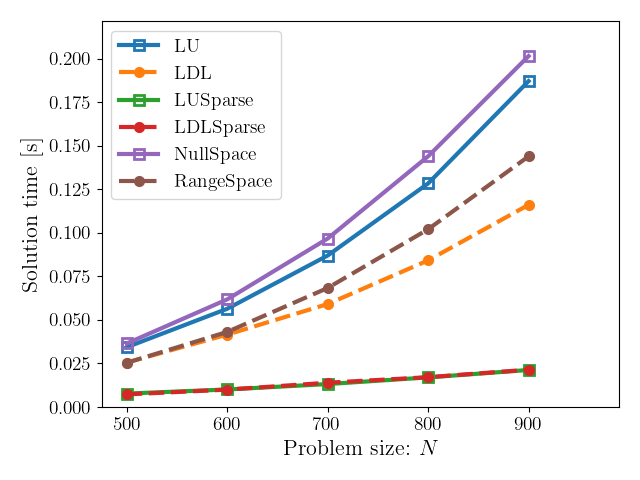 LU
LDL
LUSparse
LDLSparse
NullSpace
RangeSpace
Solution time [s]
0.200
0.175
0.150
0.125
0.100
0.075
0.050
0.025
0.000
500 600 700 800 900
Problem size: N